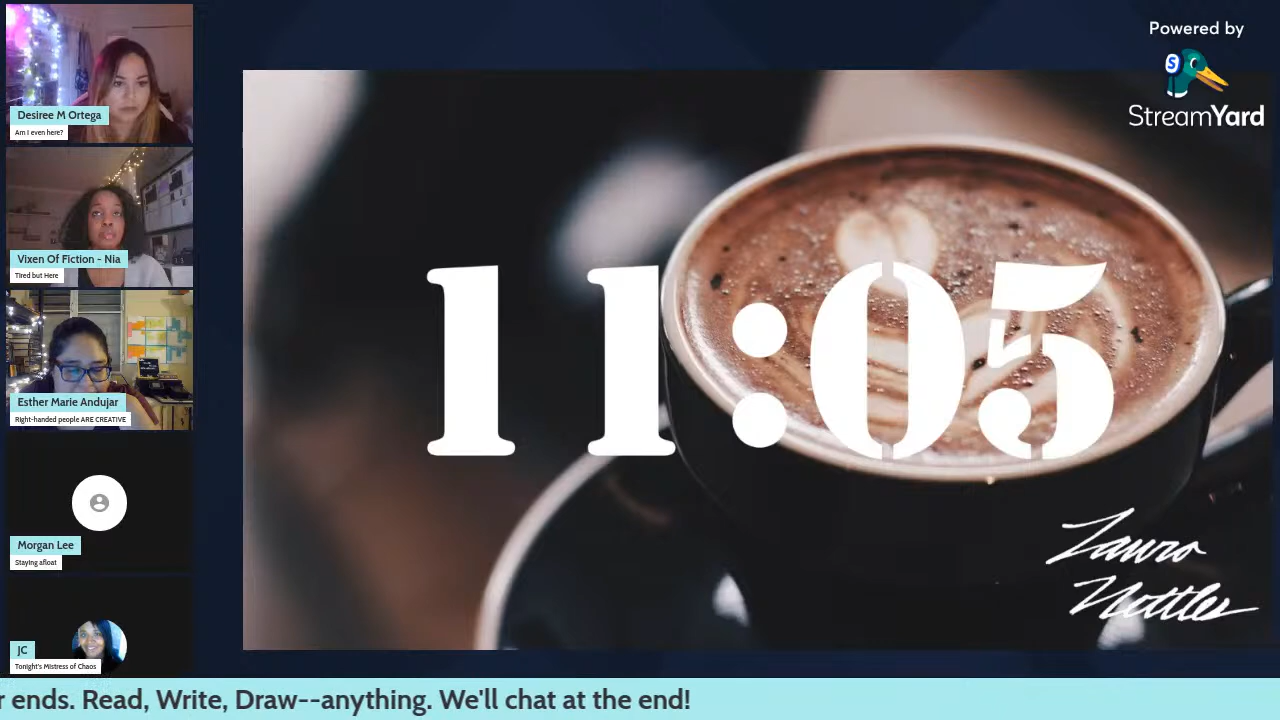 Powered by
StreamYard
Desiree M Ortega
Am I even here?
Vixen Of Fiction - Nia
Tired but Here
Esther Marie Andujar
Right-handed people ARE CREATIVE
Morgan Lee
Staying afloat
JC
Tonight's Mistress of Chaos
11:05
r ends. Read, Write, Draw--anything. We'll chat at the end!